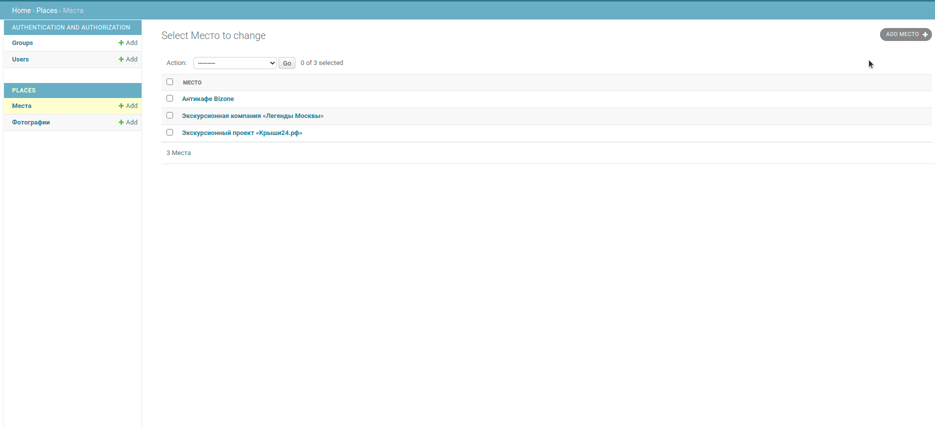 Home › Places › Места
AUTHENTICATION AND AUTHORIZATION
Groups + Add
Users + Add
PLACES
Места + Add
Фотографии + Add
Select Место to change
ADD МЕСТО +
Action: --------- Go 0 of 3 selected
МЕСТО
Антикафе Bizone
Экскурсионная компания «Легенды Москвы»
Экскурсионный проект «Крыши24.рф»
3 Места